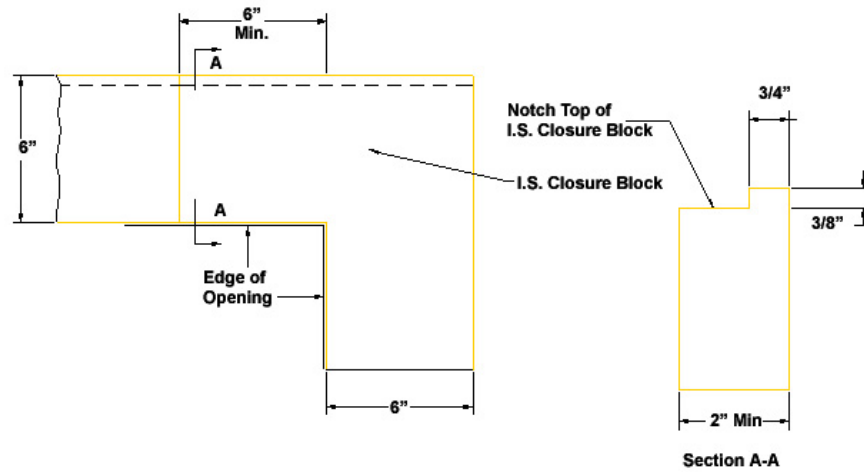 6”
Min.
A
6”
A
Edge of
Opening
6”
I.S. Closure Block
Notch Top of
I.S. Closure Block
3/4”
3/8”
2” Min
Section A-A